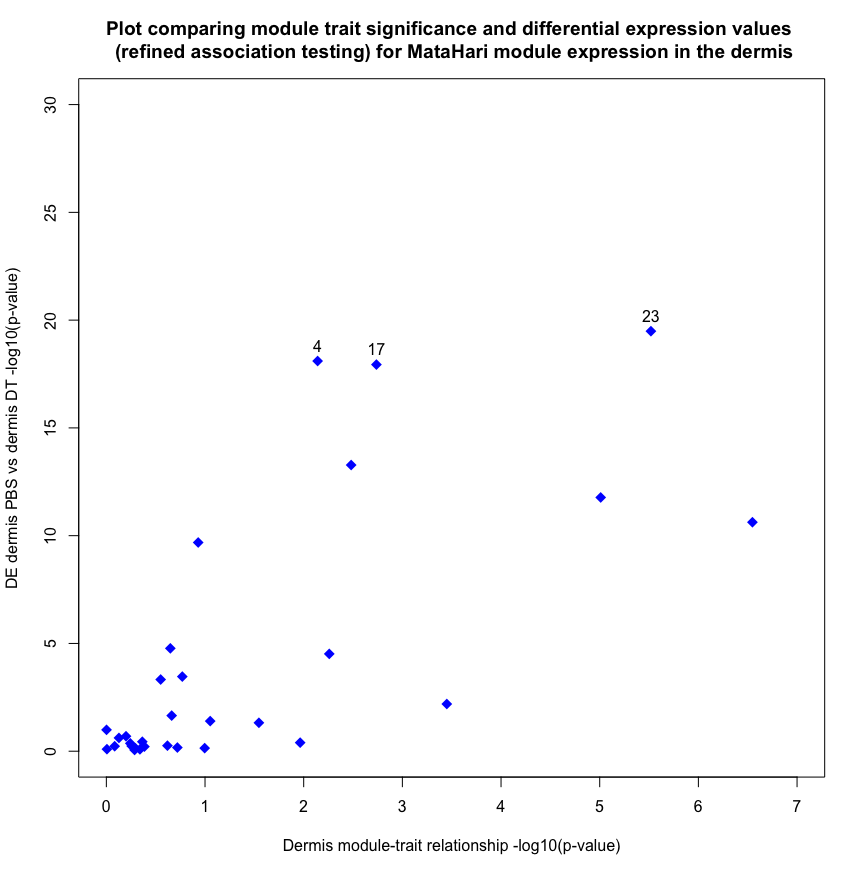 Plot comparing module trait significance and differential expression values
(refined association testing) for MataHari module expression in the dermis
DE dermis PBS vs dermis DT -log10(p-value)
30
25
20
15
10
5
0
23
4
17
0 1 2 3 4 5 6 7
Dermis module-trait relationship -log10(p-value)